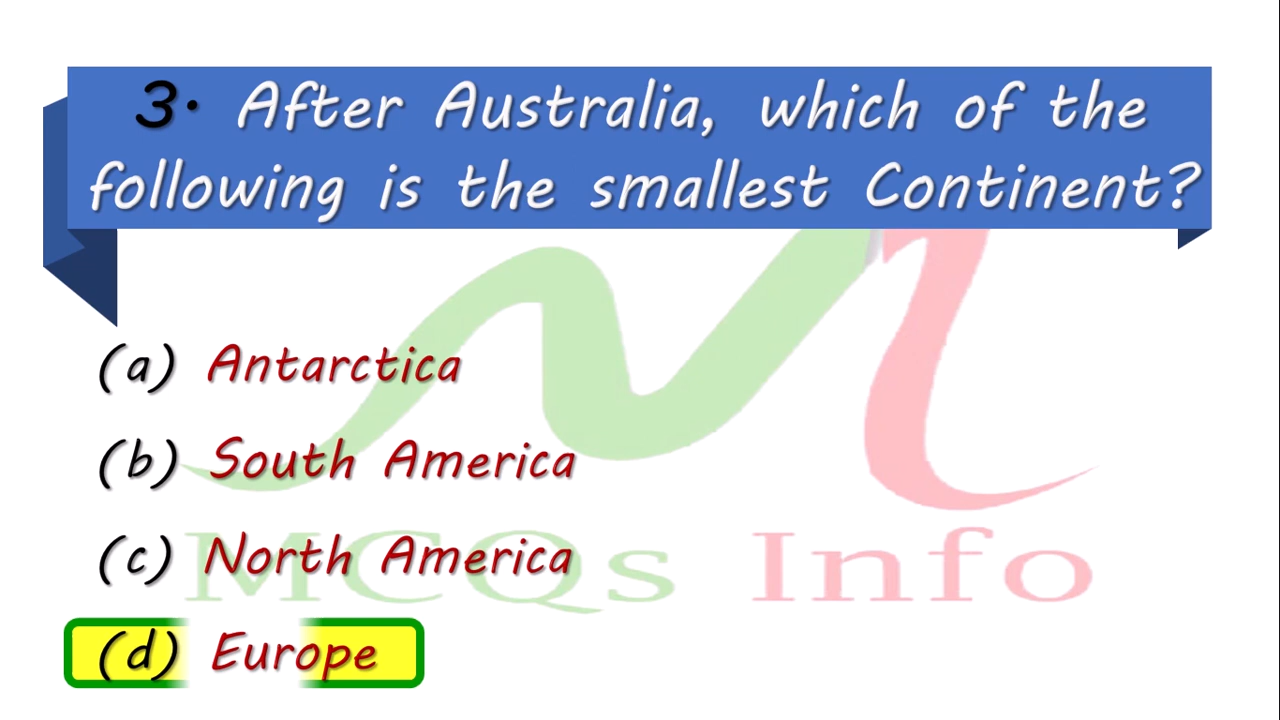 3. After Australia, which of the
following is the smallest Continent?
(a) Antarctica
(b) South America
(c) North America
MCQs Info
(d) Europe